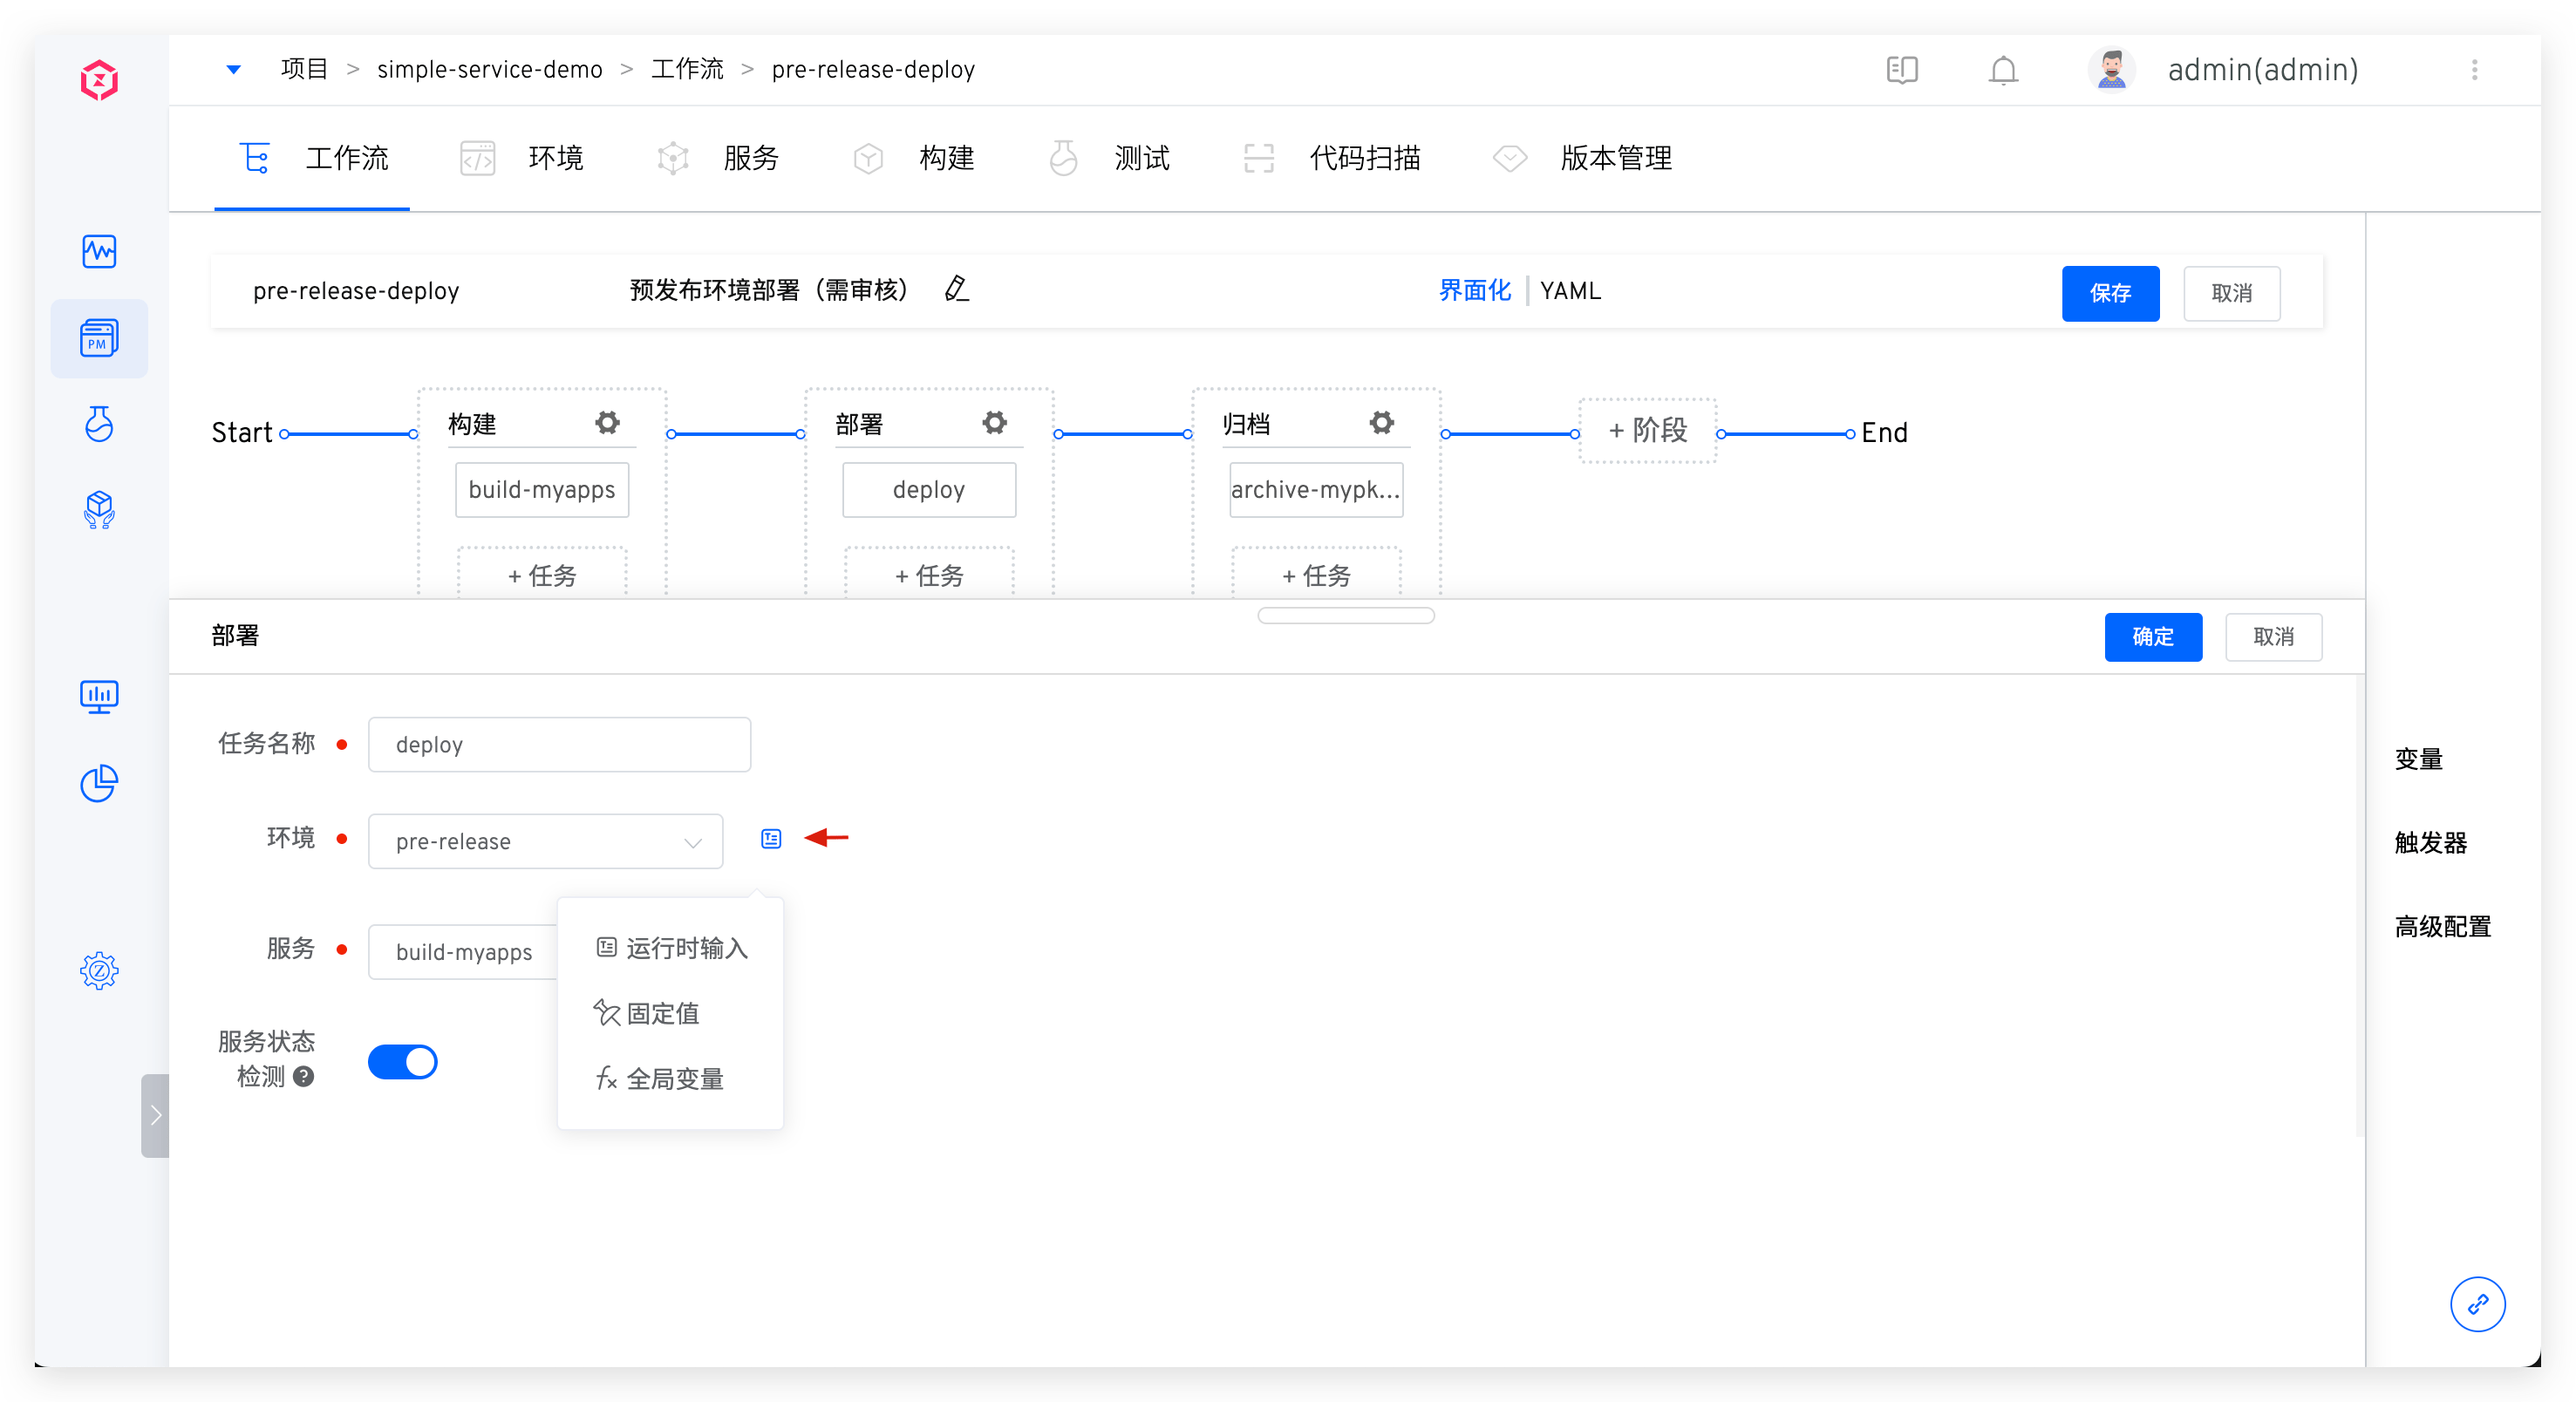 项目 > simple-service-demo > 工作流 > pre-release-deploy
admin(admin)
工作流 环境 服务 构建 测试 代码扫描 版本管理
PM
pre-release-deploy 预发布环境部署（需审核） 界面化 YAML 保存 取消
Start 构建 部署 归档 + 阶段 End
build-myapps deploy archive-mypk...
+ 任务 + 任务 + 任务
部署 确定 取消
任务名称 deploy
环境 pre-release
服务 build-myapps
运行时输入
固定值
全局变量
服务状态
检测
变量
触发器
高级配置